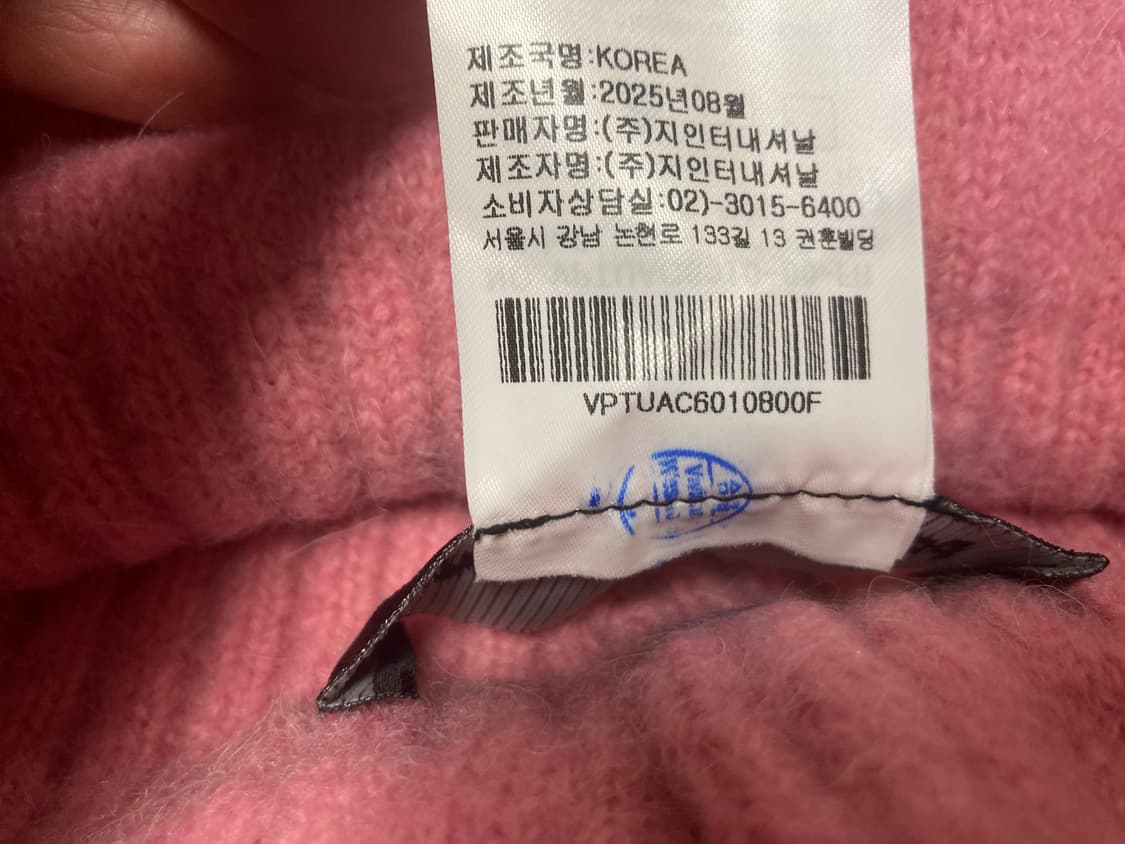 제조국명:KOREA
제조년월:2025년08월
판매자명:(주)지인터내셔날
제조자명:(주)지인터내셔날
소비자상담실:02)-3015-6400
서울시 강남 논현로 133길 13 권훈빌딩
VPTUAC6010800F